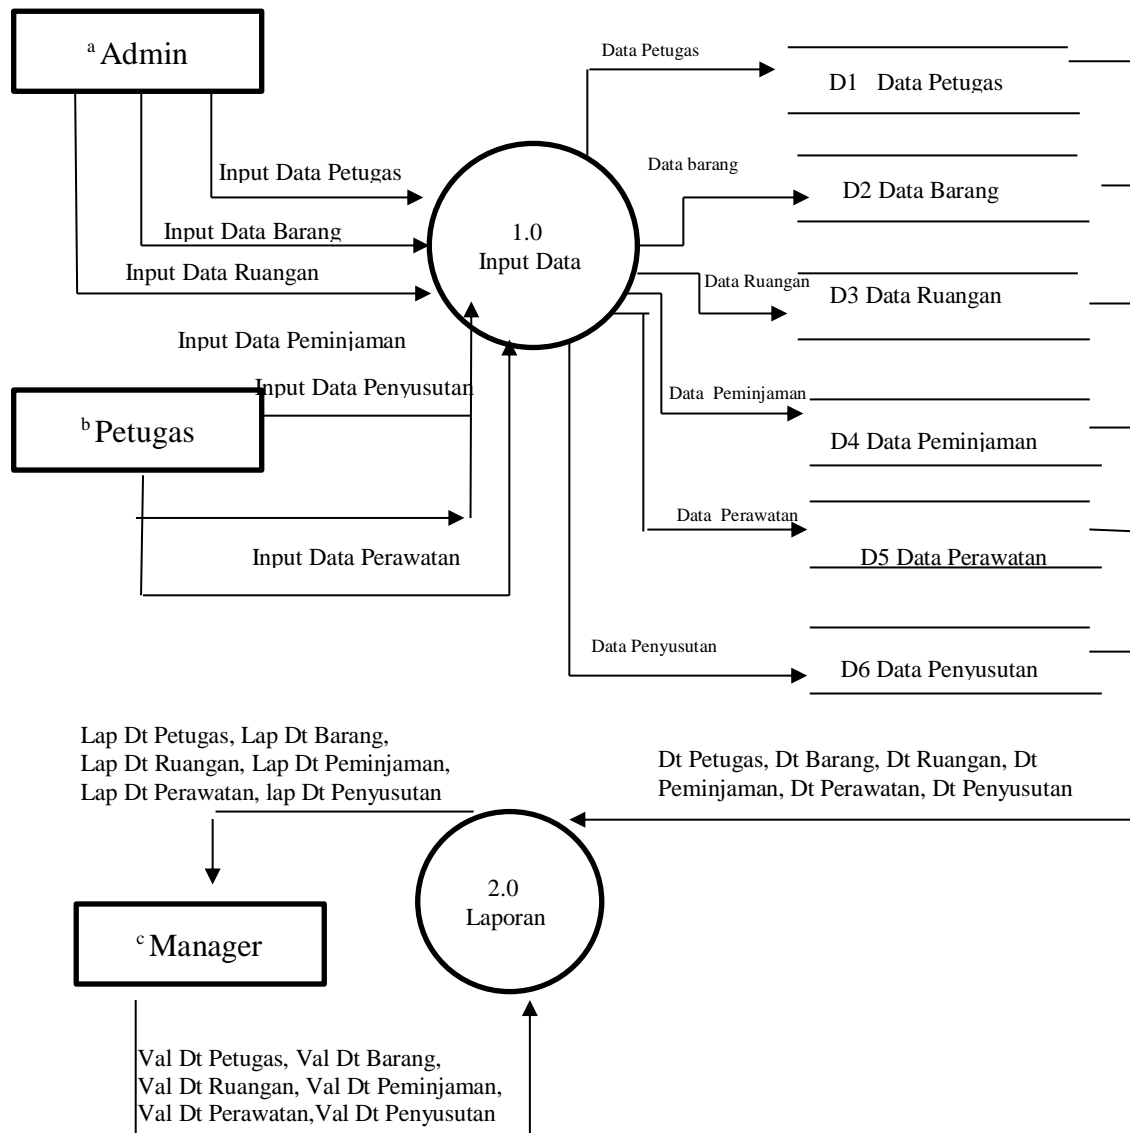 a Admin
Data Petugas
D1 Data Petugas
Input Data Petugas
Data barang
D2 Data Barang
Input Data Barang
1.0
Input Data
Input Data Ruangan
Data Ruangan
D3 Data Ruangan
Input Data Peminjaman
Input Data Penyusutan
b Petugas
Data Peminjaman
D4 Data Peminjaman
Data Perawatan
Input Data Perawatan
D5 Data Perawatan
Data Penyusutan
D6 Data Penyusutan
Lap Dt Petugas, Lap Dt Barang,
Lap Dt Ruangan, Lap Dt Peminjaman,
Lap Dt Perawatan, lap Dt Penyusutan
Dt Petugas, Dt Barang, Dt Ruangan, Dt
Peminjaman, Dt Perawatan, Dt Penyusutan
2.0
Laporan
c Manager
Val Dt Petugas, Val Dt Barang,
Val Dt Ruangan, Val Dt Peminjaman,
Val Dt Perawatan,Val Dt Penyusutan